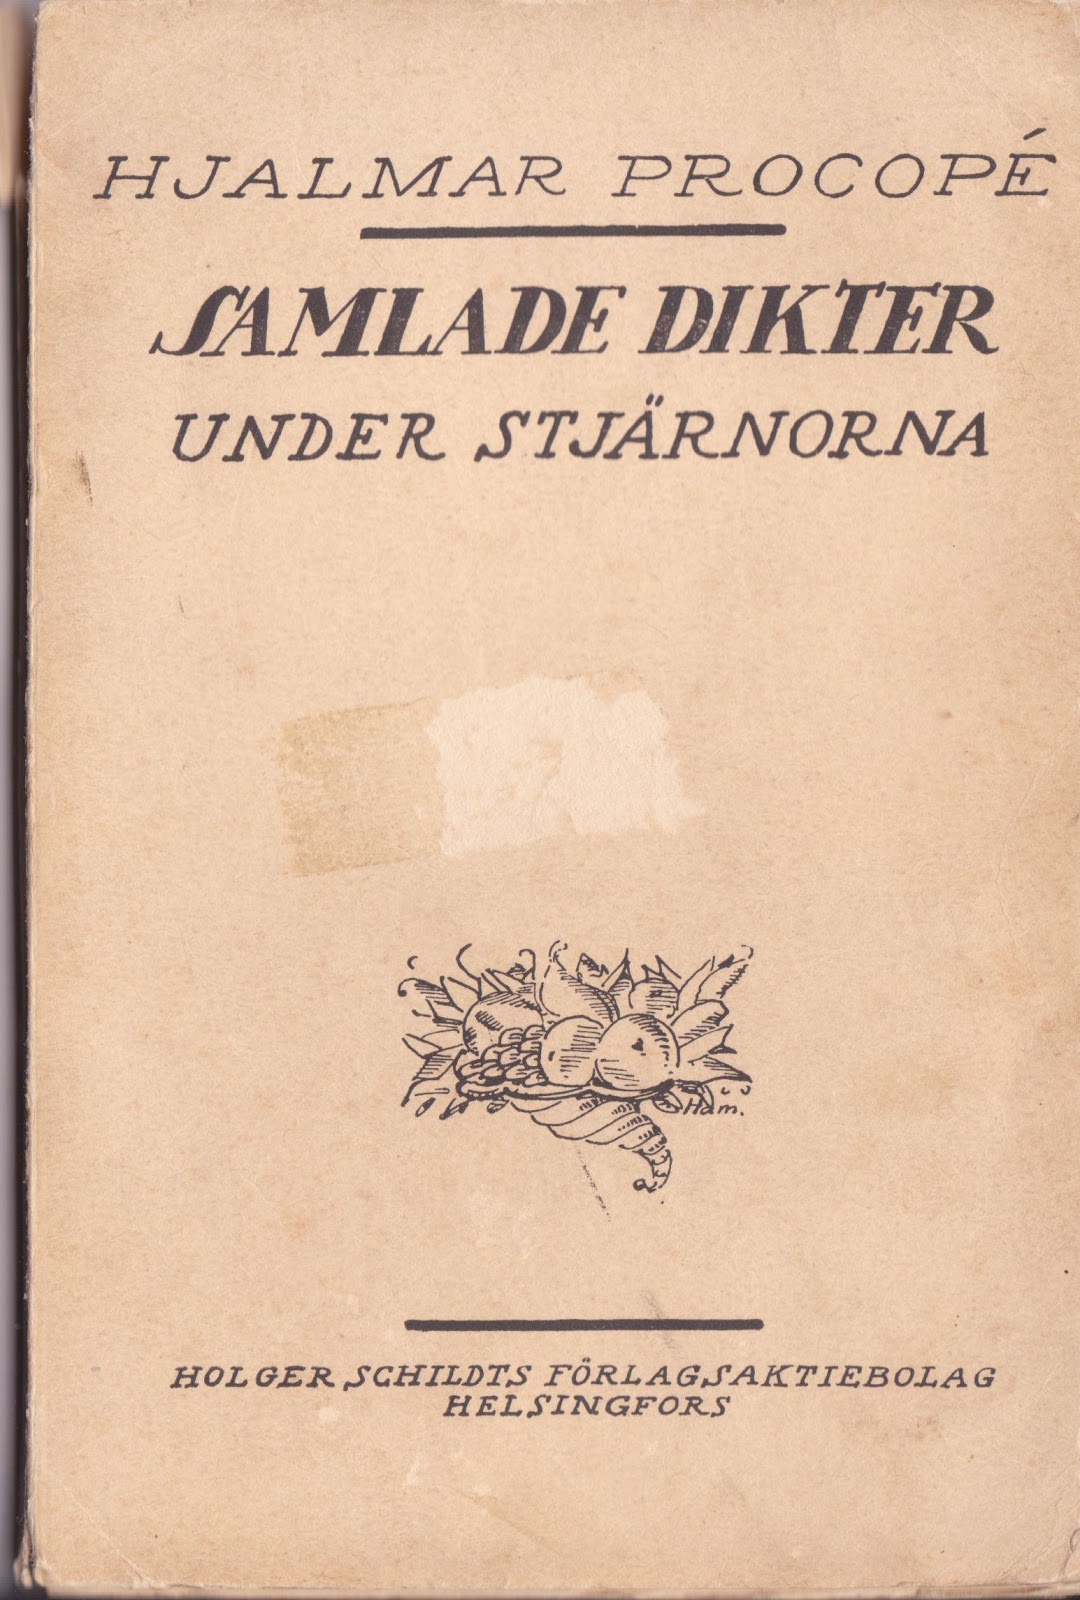 HJALMAR PROCOPÉ
SAMLADE DIKTER
UNDER STJÄRNORNA
Ham.
HOLGER SCHILDTS FÖRLAGSAKTIEBOLAG
HELSINGFORS